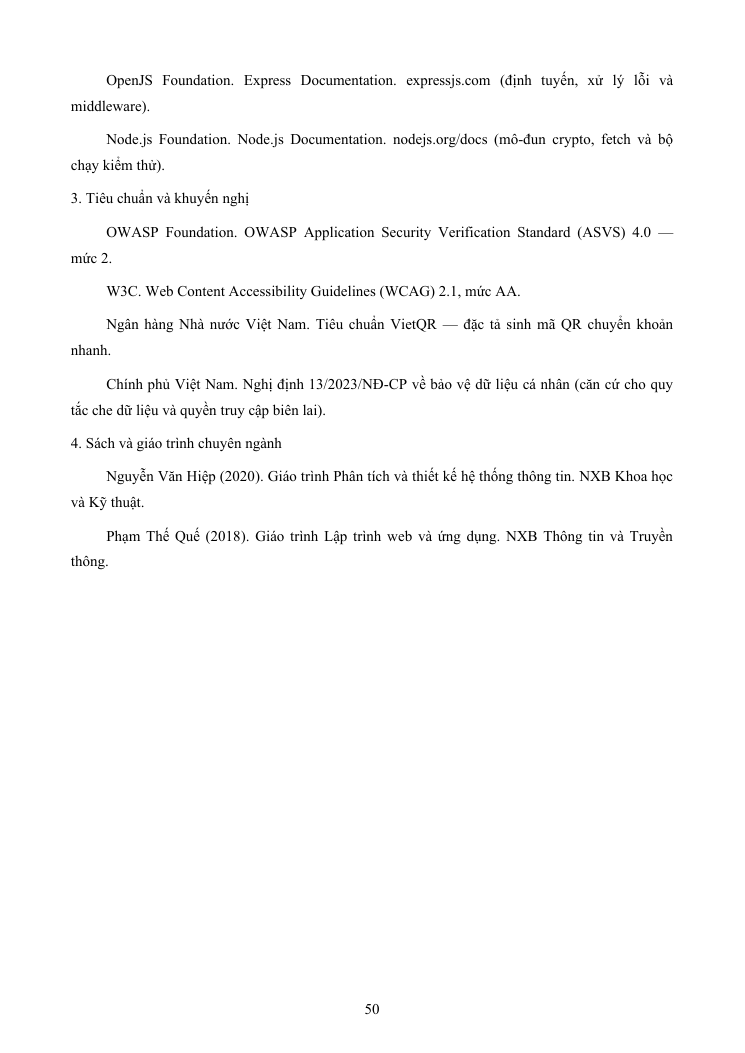 OpenJS Foundation. Express Documentation. expressjs.com (định tuyến, xử lý lỗi và
middleware).
Node.js Foundation. Node.js Documentation. nodejs.org/docs (mô-đun crypto, fetch và bộ
chạy kiểm thử).
3. Tiêu chuẩn và khuyến nghị
OWASP Foundation. OWASP Application Security Verification Standard (ASVS) 4.0 —
mức 2.
W3C. Web Content Accessibility Guidelines (WCAG) 2.1, mức AA.
Ngân hàng Nhà nước Việt Nam. Tiêu chuẩn VietQR — đặc tả sinh mã QR chuyển khoản
nhanh.
Chính phủ Việt Nam. Nghị định 13/2023/NĐ-CP về bảo vệ dữ liệu cá nhân (căn cứ cho quy
tắc che dữ liệu và quyền truy cập biên lai).
4. Sách và giáo trình chuyên ngành
Nguyễn Văn Hiệp (2020). Giáo trình Phân tích và thiết kế hệ thống thông tin. NXB Khoa học
và Kỹ thuật.
Phạm Thế Quế (2018). Giáo trình Lập trình web và ứng dụng. NXB Thông tin và Truyền
thông.
50